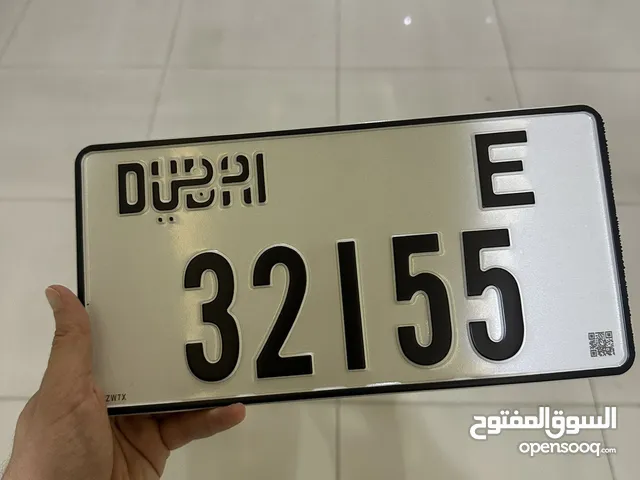 DUBAI دبي E
32155
ZWTX
السوق المفتوح
opensooq.com